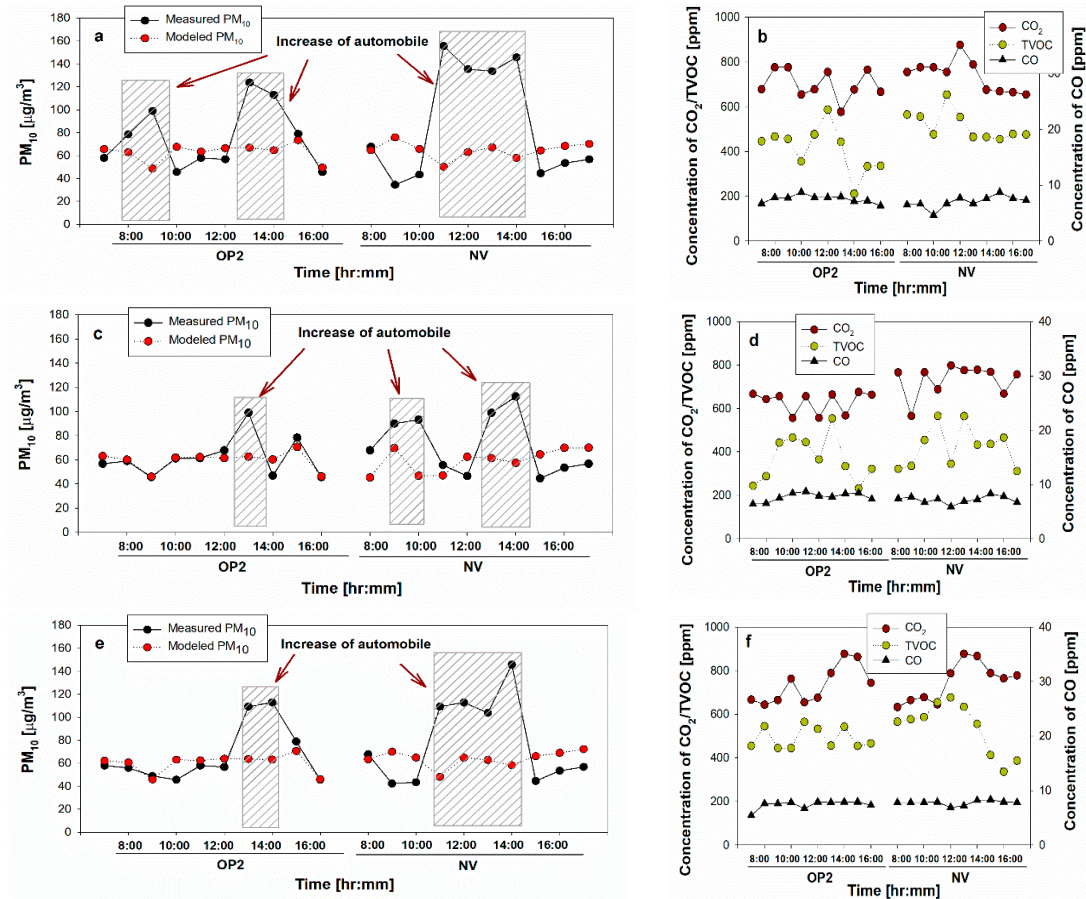 a
Measured PM10
Modeled PM10
Increase of automobile
PM10 [µg/m3]
180
160
140
120
100
80
60
40
20
0
8:00 10:00 12:00 14:00 16:00 8:00 10:00 12:00 14:00 16:00
OP2 NV
Time [hr:mm]
b
CO2
TVOC
CO
Concentration of CO2/TVOC [ppm]
1000
800
600
400
200
0
Concentration of CO [ppm]
20
10
0
8:00 10:00 12:00 14:00 16:00 8:00 10:00 12:00 14:00 16:00
OP2 NV
Time [hr:mm]
c
Measured PM10
Modeled PM10
Increase of automobile
PM10 [µg/m3]
180
160
140
120
100
80
60
40
20
0
8:00 10:00 12:00 14:00 16:00 8:00 10:00 12:00 14:00 16:00
OP2 NV
Time [hr:mm]
d
CO2
TVOC
CO
Concentration of CO2/TVOC [ppm]
1000
800
600
400
200
0
Concentration of CO [ppm]
40
30
20
10
0
8:00 10:00 12:00 14:00 16:00 8:00 10:00 12:00 14:00 16:00
OP2 NV
Time [hr:mm]
e
Measured PM10
Modeled PM10
Increase of automobile
PM10 [µg/m3]
180
160
140
120
100
80
60
40
20
0
8:00 10:00 12:00 14:00 16:00 8:00 10:00 12:00 14:00 16:00
OP2 NV
Time [hr:mm]
f
CO2
TVOC
CO
Concentration of CO2/TVOC [ppm]
1000
800
600
400
200
0
Concentration of CO [ppm]
40
30
20
10
0
8:00 10:00 12:00 14:00 16:00 8:00 10:00 12:00 14:00 16:00
OP2 NV
Time [hr:mm]